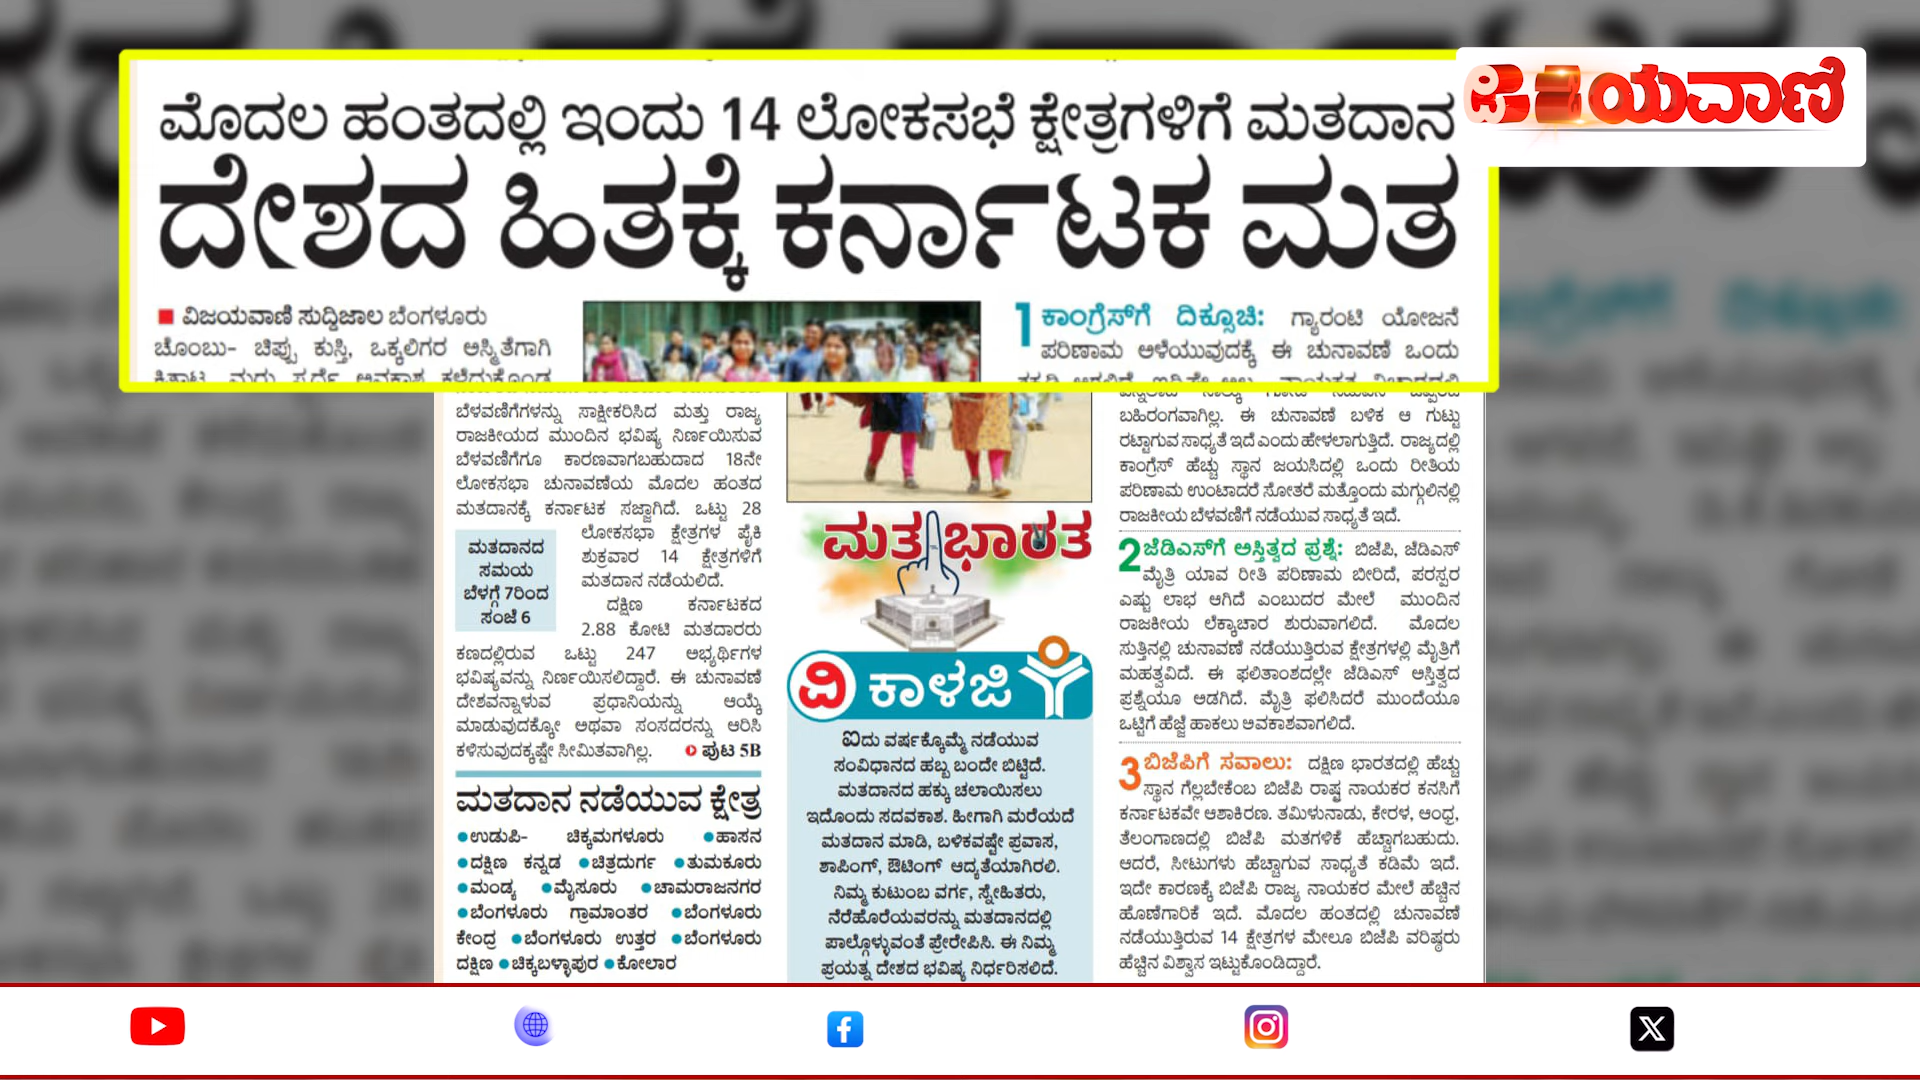 ಮೊದಲ ಹಂತದಲ್ಲಿ ಇಂದು 14 ಲೋಕಸಭೆ ಕ್ಷೇತ್ರಗಳಿಗೆ ಮತದಾನ
ದೇಶದ ಹಿತಕ್ಕೆ ಕರ್ನಾಟಕ ಮತ
ವಿಜಯವಾಣಿ
■ ವಿಜಯವಾಣಿ ಸುದ್ದಿಜಾಲ ಬೆಂಗಳೂರು
ಚೊಂಬು- ಚಿಪ್ಪು ಕುಸ್ತಿ, ಒಕ್ಕಲಿಗರ ಅಸ್ಮಿತೆಗಾಗಿ
ಬೆಳವಣಿಗೆಗಳನ್ನು ಸಾಕ್ಷೀಕರಿಸಿದ ಮತ್ತು ರಾಜ್ಯ
ರಾಜಕೀಯದ ಮುಂದಿನ ಭವಿಷ್ಯ ನಿರ್ಣಯಿಸುವ
ಬೆಳವಣಿಗೆಗೂ ಕಾರಣವಾಗಬಹುದಾದ 18ನೇ
ಲೋಕಸಭಾ ಚುನಾವಣೆಯ ಮೊದಲ ಹಂತದ
ಮತದಾನಕ್ಕೆ ಕರ್ನಾಟಕ ಸಜ್ಜಾಗಿದೆ. ಒಟ್ಟು 28
ಲೋಕಸಭಾ ಕ್ಷೇತ್ರಗಳ ಪೈಕಿ
ಶುಕ್ರವಾರ 14 ಕ್ಷೇತ್ರಗಳಿಗೆ
ಮತದಾನ ನಡೆಯಲಿದೆ.
ದಕ್ಷಿಣ ಕರ್ನಾಟಕದ
2.88 ಕೋಟಿ ಮತದಾರರು
ಕಣದಲ್ಲಿರುವ ಒಟ್ಟು 247 ಅಭ್ಯರ್ಥಿಗಳ
ಭವಿಷ್ಯವನ್ನು ನಿರ್ಣಯಿಸಲಿದ್ದಾರೆ. ಈ ಚುನಾವಣೆ
ದೇಶವನ್ನಾಳುವ ಪ್ರಧಾನಿಯನ್ನು ಆಯ್ಕೆ
ಮಾಡುವುದಕ್ಕೋ ಅಥವಾ ಸಂಸದರನ್ನು ಆರಿಸಿ
ಕಳಿಸುವುದಕ್ಕಷ್ಟೇ ಸೀಮಿತವಾಗಿಲ್ಲ. ಪುಟ 5B
ಮತದಾನದ
ಸಮಯ
ಬೆಳಗ್ಗೆ 7ರಿಂದ
ಸಂಜೆ 6
ಮತದಾನ ನಡೆಯುವ ಕ್ಷೇತ್ರ
●ಉಡುಪಿ- ಚಿಕ್ಕಮಗಳೂರು ●ಹಾಸನ
●ದಕ್ಷಿಣ ಕನ್ನಡ ●ಚಿತ್ರದುರ್ಗ ●ತುಮಕೂರು
●ಮಂಡ್ಯ ●ಮೈಸೂರು ●ಚಾಮರಾಜನಗರ
●ಬೆಂಗಳೂರು ಗ್ರಾಮಾಂತರ ●ಬೆಂಗಳೂರು
ಕೇಂದ್ರ ●ಬೆಂಗಳೂರು ಉತ್ತರ ●ಬೆಂಗಳೂರು
ದಕ್ಷಿಣ ●ಚಿಕ್ಕಬಳ್ಳಾಪುರ ●ಕೋಲಾರ
ಮತ ಭಾರತ
ವಿ ಕಾಳಜಿ
ಐದು ವರ್ಷಕ್ಕೊಮ್ಮೆ ನಡೆಯುವ
ಸಂವಿಧಾನದ ಹಬ್ಬ ಬಂದೇ ಬಿಟ್ಟಿದೆ.
ಮತದಾನದ ಹಕ್ಕು ಚಲಾಯಿಸಲು
ಇದೊಂದು ಸದವಕಾಶ. ಹೀಗಾಗಿ ಮರೆಯದೆ
ಮತದಾನ ಮಾಡಿ, ಬಳಿಕವಷ್ಟೇ ಪ್ರವಾಸ,
ಶಾಪಿಂಗ್, ಔಟಿಂಗ್ ಆದ್ಯತೆಯಾಗಿರಲಿ.
ನಿಮ್ಮ ಕುಟುಂಬ ವರ್ಗ, ಸ್ನೇಹಿತರು,
ನೆರೆಹೊರೆಯವರನ್ನು ಮತದಾನದಲ್ಲಿ
ಪಾಲ್ಗೊಳ್ಳುವಂತೆ ಪ್ರೇರೇಪಿಸಿ. ಈ ನಿಮ್ಮ
ಪ್ರಯತ್ನ ದೇಶದ ಭವಿಷ್ಯ ನಿರ್ಧರಿಸಲಿದೆ.
1 ಕಾಂಗ್ರೆಸ್‌ಗೆ ದಿಕ್ಸೂಚಿ: ಗ್ಯಾರಂಟಿ ಯೋಜನೆ
ಪರಿಣಾಮ ಅಳೆಯುವುದಕ್ಕೆ ಈ ಚುನಾವಣೆ ಒಂದು
ಬಹಿರಂಗವಾಗಿಲ್ಲ. ಈ ಚುನಾವಣೆ ಬಳಿಕ ಆ ಗುಟ್ಟು
ರಟ್ಟಾಗುವ ಸಾಧ್ಯತೆ ಇದೆ ಎಂದು ಹೇಳಲಾಗುತ್ತಿದೆ. ರಾಜ್ಯದಲ್ಲಿ
ಕಾಂಗ್ರೆಸ್ ಹೆಚ್ಚು ಸ್ಥಾನ ಜಯಸಿದಲ್ಲಿ ಒಂದು ರೀತಿಯ
ಪರಿಣಾಮ ಉಂಟಾದರೆ ಸೋತರೆ ಮತ್ತೊಂದು ಮಗ್ಗುಲಿನಲ್ಲಿ
ರಾಜಕೀಯ ಬೆಳವಣಿಗೆ ನಡೆಯುವ ಸಾಧ್ಯತೆ ಇದೆ.
2 ಜೆಡಿಎಸ್‌ಗೆ ಅಸ್ತಿತ್ವದ ಪ್ರಶ್ನೆ: ಬಿಜೆಪಿ, ಜೆಡಿಎಸ್
ಮೈತ್ರಿ ಯಾವ ರೀತಿ ಪರಿಣಾಮ ಬೀರಿದೆ, ಪರಸ್ಪರ
ಎಷ್ಟು ಲಾಭ ಆಗಿದೆ ಎಂಬುದರ ಮೇಲೆ ಮುಂದಿನ
ರಾಜಕೀಯ ಲೆಕ್ಕಾಚಾರ ಶುರುವಾಗಲಿದೆ. ಮೊದಲ
ಸುತ್ತಿನಲ್ಲಿ ಚುನಾವಣೆ ನಡೆಯುತ್ತಿರುವ ಕ್ಷೇತ್ರಗಳಲ್ಲಿ ಮೈತ್ರಿಗೆ
ಮಹತ್ವವಿದೆ. ಈ ಫಲಿತಾಂಶದಲ್ಲೇ ಜೆಡಿಎಸ್ ಅಸ್ತಿತ್ವದ
ಪ್ರಶ್ನೆಯೂ ಅಡಗಿದೆ. ಮೈತ್ರಿ ಫಲಿಸಿದರೆ ಮುಂದೆಯೂ
ಒಟ್ಟಿಗೆ ಹೆಜ್ಜೆ ಹಾಕಲು ಅವಕಾಶವಾಗಲಿದೆ.
3 ಬಿಜೆಪಿಗೆ ಸವಾಲು: ದಕ್ಷಿಣ ಭಾರತದಲ್ಲಿ ಹೆಚ್ಚು
ಸ್ಥಾನ ಗೆಲ್ಲಬೇಕೆಂಬ ಬಿಜೆಪಿ ರಾಷ್ಟ್ರ ನಾಯಕರ ಕನಸಿಗೆ
ಕರ್ನಾಟಕವೇ ಆಶಾಕಿರಣ. ತಮಿಳುನಾಡು, ಕೇರಳ, ಆಂಧ್ರ,
ತೆಲಂಗಾಣದಲ್ಲಿ ಬಿಜೆಪಿ ಮತಗಳಿಕೆ ಹೆಚ್ಚಾಗಬಹುದು.
ಆದರೆ, ಸೀಟುಗಳು ಹೆಚ್ಚಾಗುವ ಸಾಧ್ಯತೆ ಕಡಿಮೆ ಇದೆ.
ಇದೇ ಕಾರಣಕ್ಕೆ ಬಿಜೆಪಿ ರಾಜ್ಯ ನಾಯಕರ ಮೇಲೆ ಹೆಚ್ಚಿನ
ಹೊಣೆಗಾರಿಕೆ ಇದೆ. ಮೊದಲ ಹಂತದಲ್ಲಿ ಚುನಾವಣೆ
ನಡೆಯುತ್ತಿರುವ 14 ಕ್ಷೇತ್ರಗಳ ಮೇಲೂ ಬಿಜೆಪಿ ವರಿಷ್ಠರು
ಹೆಚ್ಚಿನ ವಿಶ್ವಾಸ ಇಟ್ಟುಕೊಂಡಿದ್ದಾರೆ.